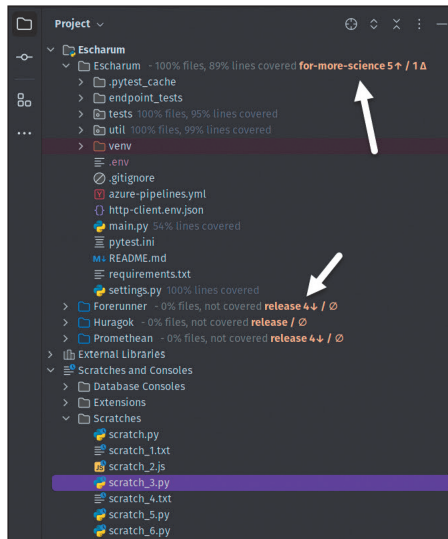 Project
Escharum
Escharum - 100% files, 89% lines covered for-more-science 5↑ / 1 Δ
.pytest_cache
endpoint_tests
tests 100% files, 95% lines covered
util 100% files, 99% lines covered
venv
.env
.gitignore
Y azure-pipelines.yml
{} http-client.env.json
main.py 54% lines covered
pytest.ini
M↓ README.md
requirements.txt
settings.py 100% lines covered
Forerunner - 0% files, not covered release 4↓ / ∅
Huragok - 0% files, not covered release / ∅
Promethean - 0% files, not covered release 4↓ / ∅
External Libraries
Scratches and Consoles
Database Consoles
Extensions
Scratches
scratch.py
scratch_1.txt
JS scratch_2.js
scratch_3.py
scratch_4.txt
scratch_5.py
scratch_6.py